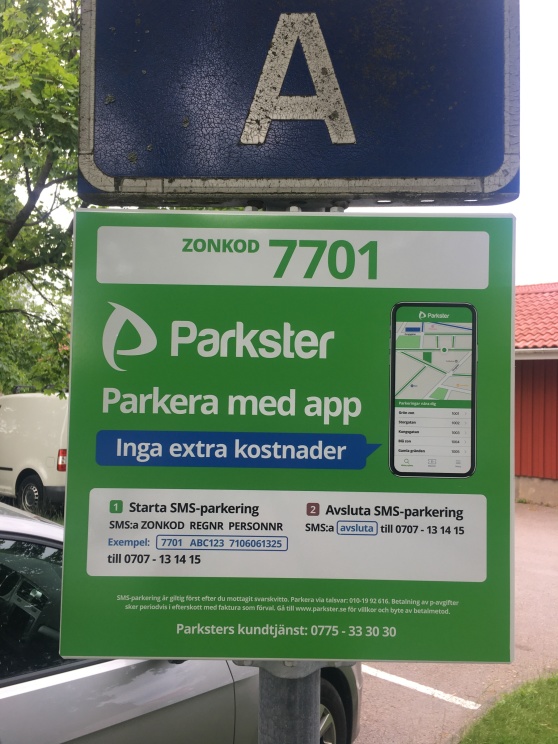 A
ZONKOD 7701
Parkster
Parkera med app
Inga extra kostnader
Parkster
1 Starta SMS-parkering
SMS:a ZONKOD REGNR PERSONNR
Exempel: 7701 ABC123 7106061325
till 0707 - 13 14 15
2 Avsluta SMS-parkering
SMS:a avsluta till 0707 - 13 14 15
SMS-parkering är giltig först efter du mottagit svarskvitto. Parkera via talsvar: 010-19 92 616. Betalning av p-avgifter
sker periodvis i efterskott med faktura som förval. Gå till www.parkster.se för villkor och byte av betalmetod.
Parksters kundtjänst: 0775 - 33 30 30